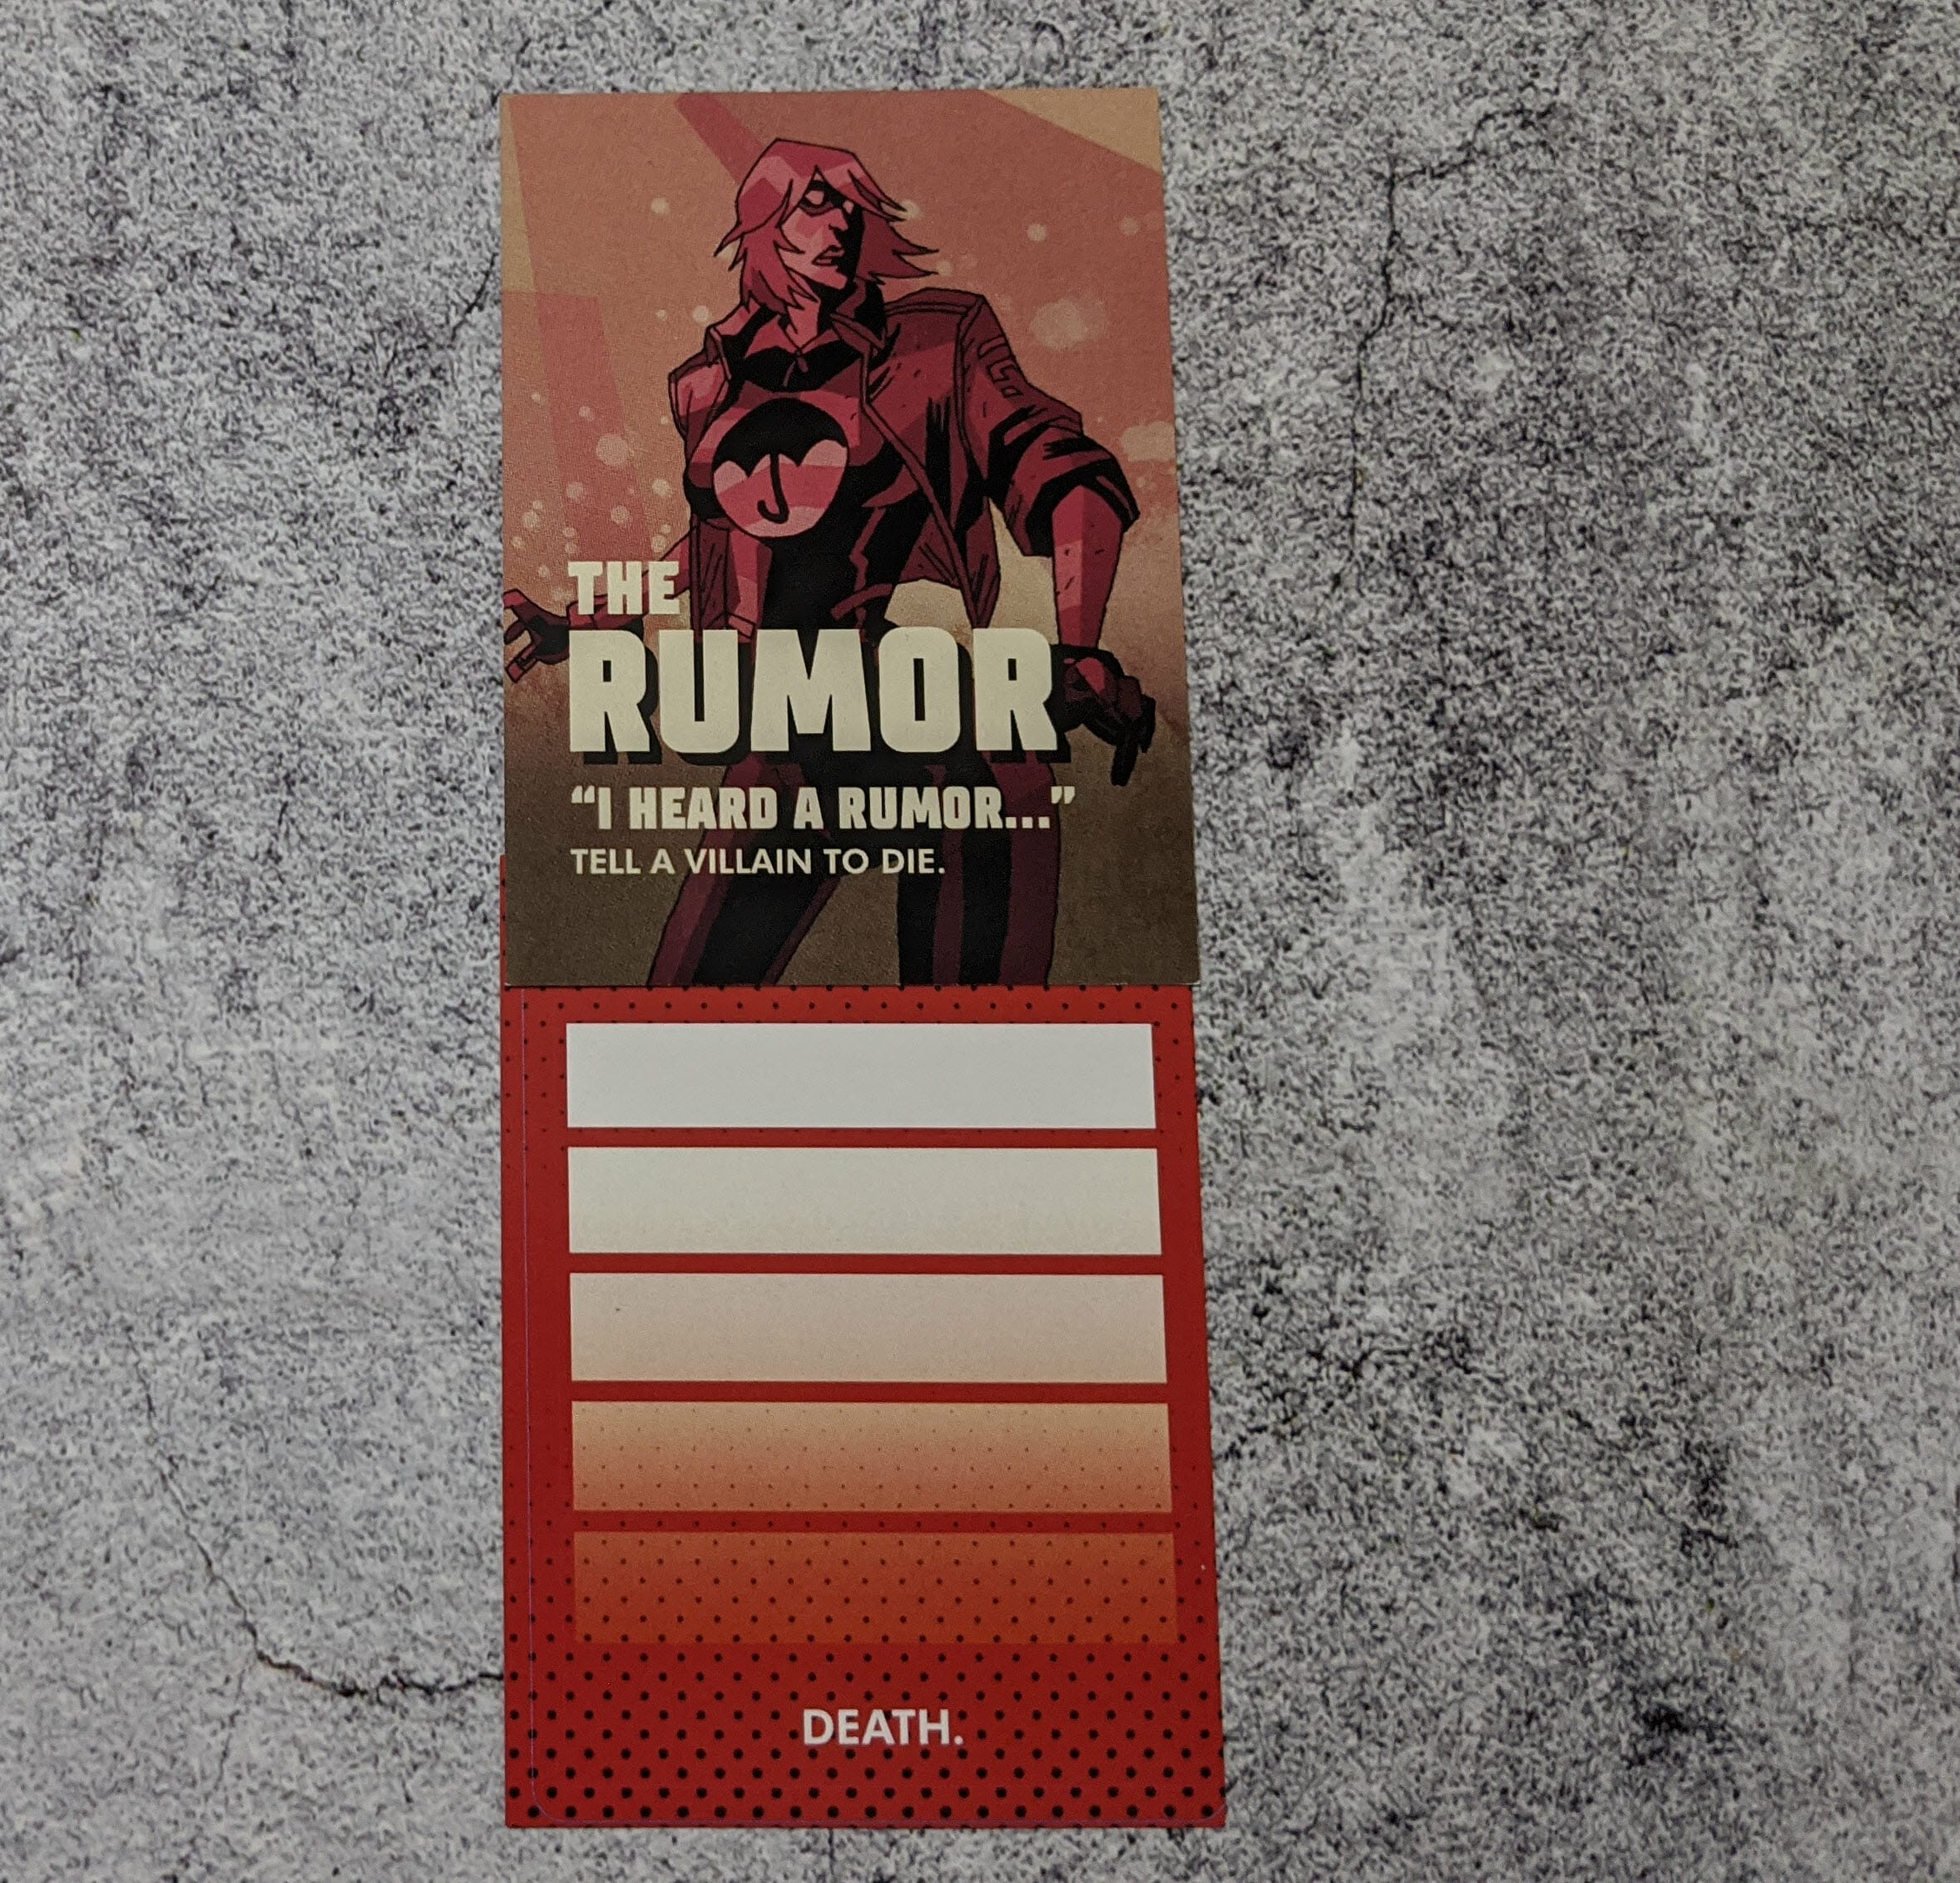 THE
RUMOR
“I HEARD A RUMOR...”
TELL A VILLAIN TO DIE.
DEATH.